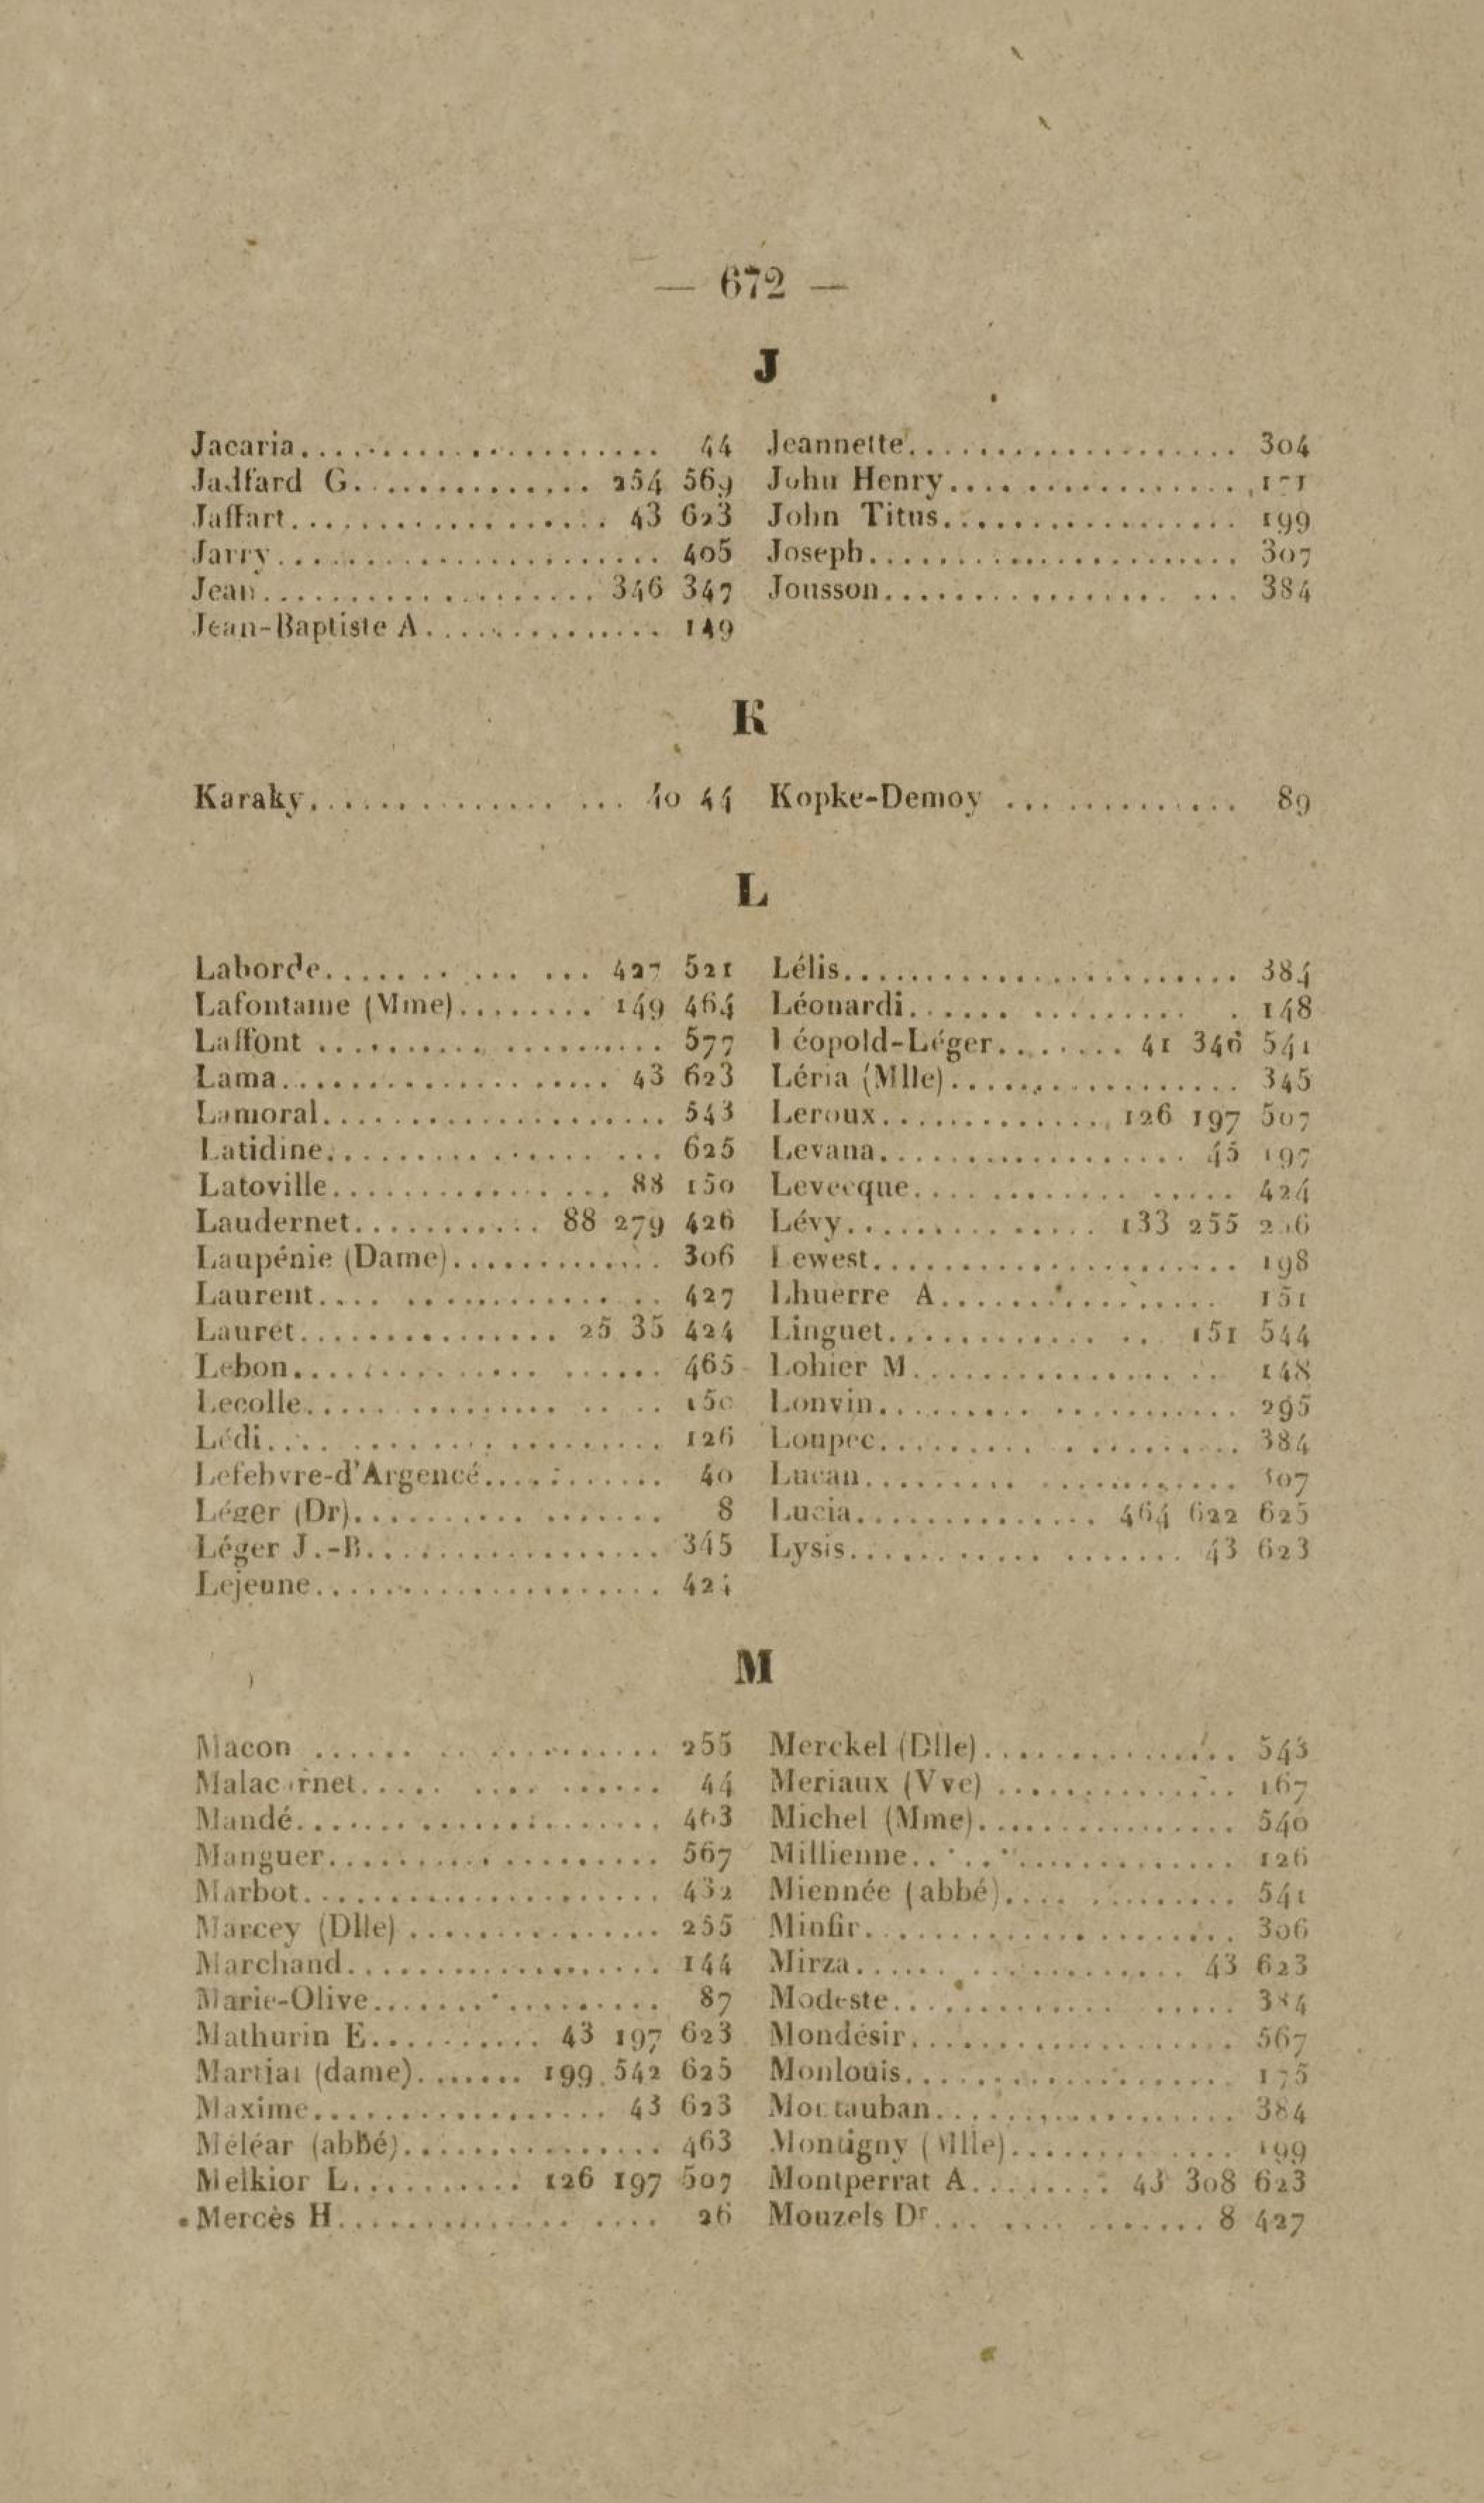 — 672 —
J
Jacaria...................... 44
Jadfard G............... 254 569
Jaffart.................. 43 623
Jarry....................... 405
Jean.................... 346 347
Jean-Baptiste A............... 149
Jeannette.................... 304
John Henry.................
John Titus.................. 199
Joseph...................... 307
Jousson................. ... 384
K
Karaky............... ... 40 44
Kopke-Demoy .............. 89
L
Laborde....... .. ... ... 427 521
Lafontaine (Mme)........ 149 464
Laffont .................... 577
Lama.................... 43 623
Lamoral..................... 543
Latidine................ ... 625
Latoville................ 88 150
Laudernet........... 88 279 426
Laupénie (Dame)............. 306
Laurent.... .............. .. 427
Lauret............... 25 35 424
Lebon............... ...... 465
Lecolle............... .. .. 150
Lédi... ................... 126
Lefebvre-d'Argencé........... 40
Léger (Dr).......... ....... 8
Léger J.-B.................. 345
Lejeune..................... 424
Lélis........................ 384
Léonardi...... ......... . 148
Léopold-Léger........ 41 346 541
Léria (Mlle)................. 345
Leroux.............. 126 197 507
Levana.................. 45 197
Levecque............ ..... 424
Lévy............... 133 255 256
Lewest..................... 198
Lhuerre A................ 151
Linguet............ .. 151 544
Lohier M............... .. 148
Lonvin......... ........... 295
Loupec.......... .......... 384
Lucan......... ............ 307
Lucia.............. 464 622 625
Lysis........... ....... 43 623
M
Macon ...... .. .......... 255
Malacarnet..... .... ...... 44
Mandé...................... 463
Manguer.................... 567
Marbot..................... 432
Marcey (Dlle) ............... 255
Marchand................... 144
Marie-Olive................. 87
Mathurin E.......... 43 197 623
Martial (dame)....... 199 542 625
Maxime................. 43 623
Meléar (abbé)............... 463
Melkior L.......... 126 197 507
Mercès H............... .... 26
Merckel (Dlle)............... 543
Meriaux (Vve) .............. 167
Michel (Mme)................ 540
Millienne.................... 126
Miennée (abbé).... ......... 541
Minfir...................... 306
Mirza...... ............. 43 623
Modeste.............. ..... 384
Mondésir................... 567
Monlouis................... 175
Montauban.................. 384
Montigny (Mlle)......... .... 199
Montperrat A........ 43 308 623
Mouzels Dr... .... ....... 8 427